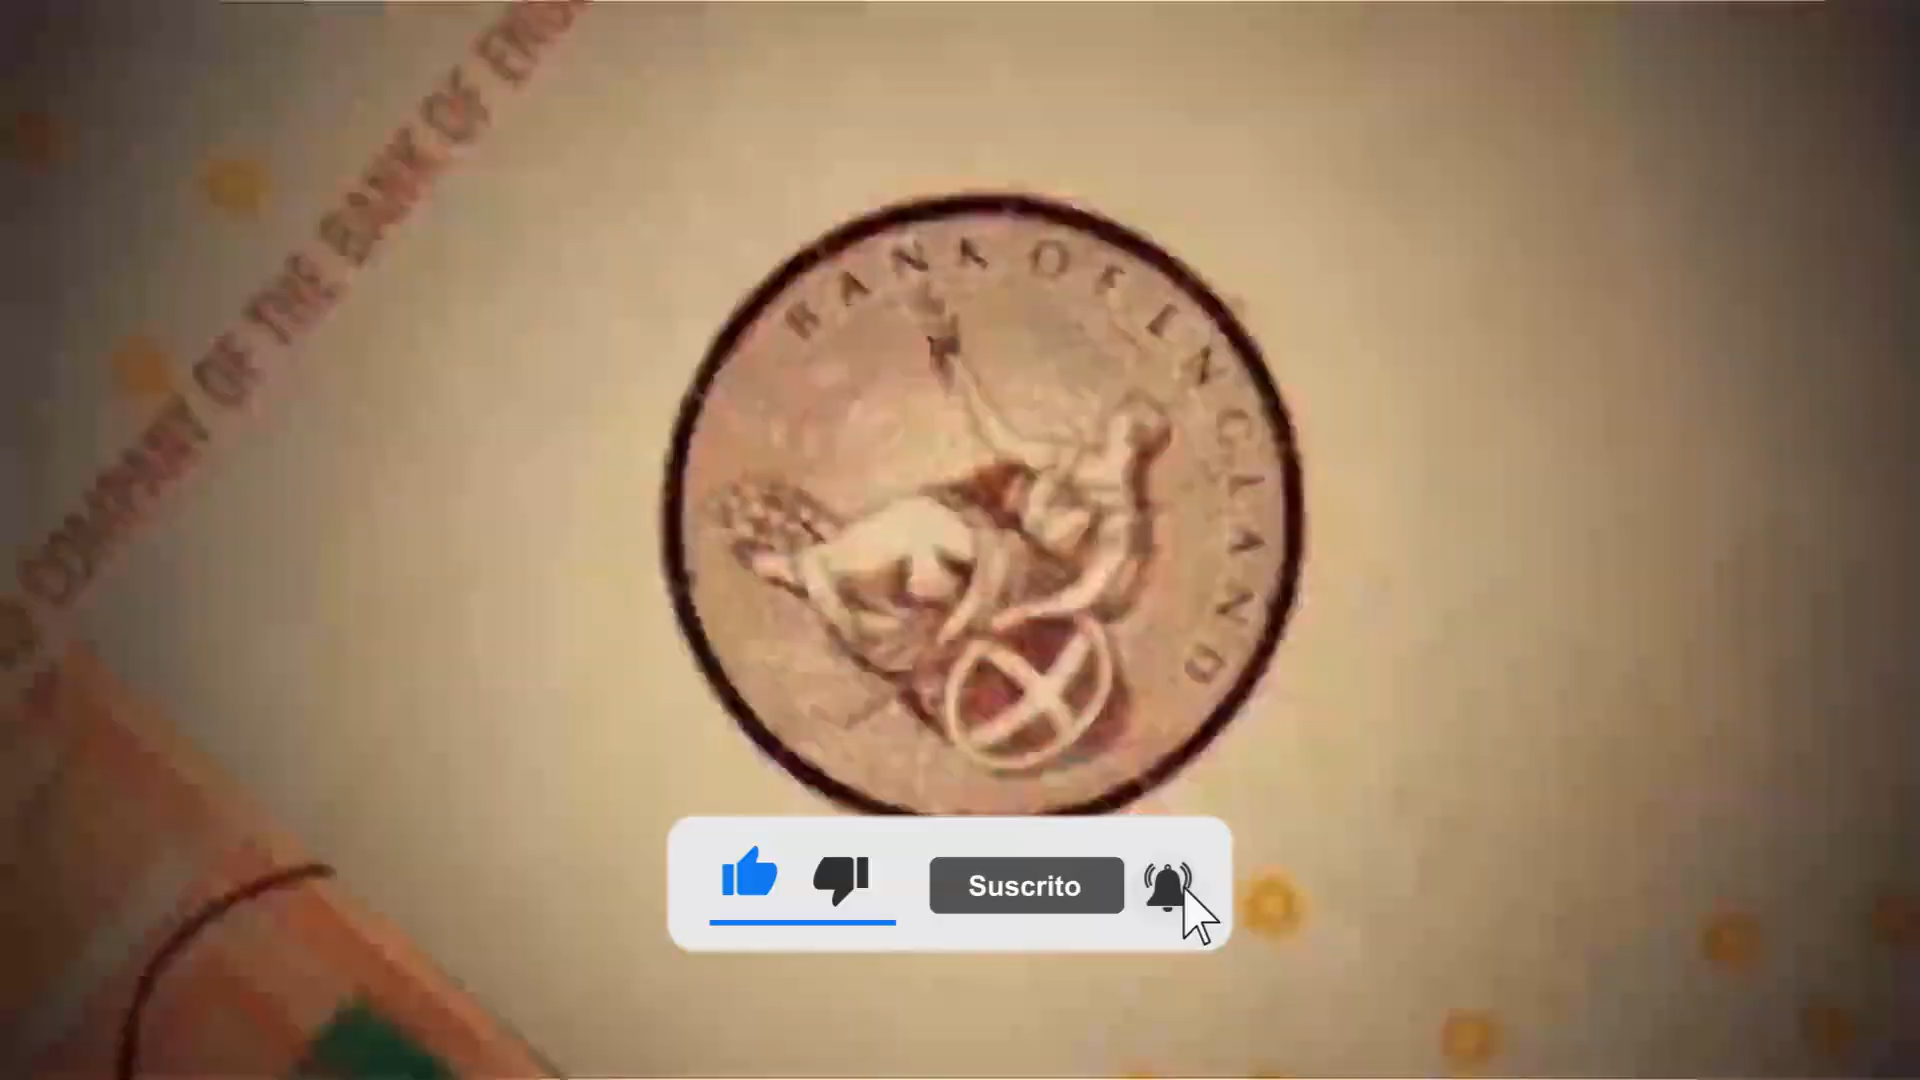 COMPANY OF THE BANK OF
BANK OF ENGLAND
Suscrito